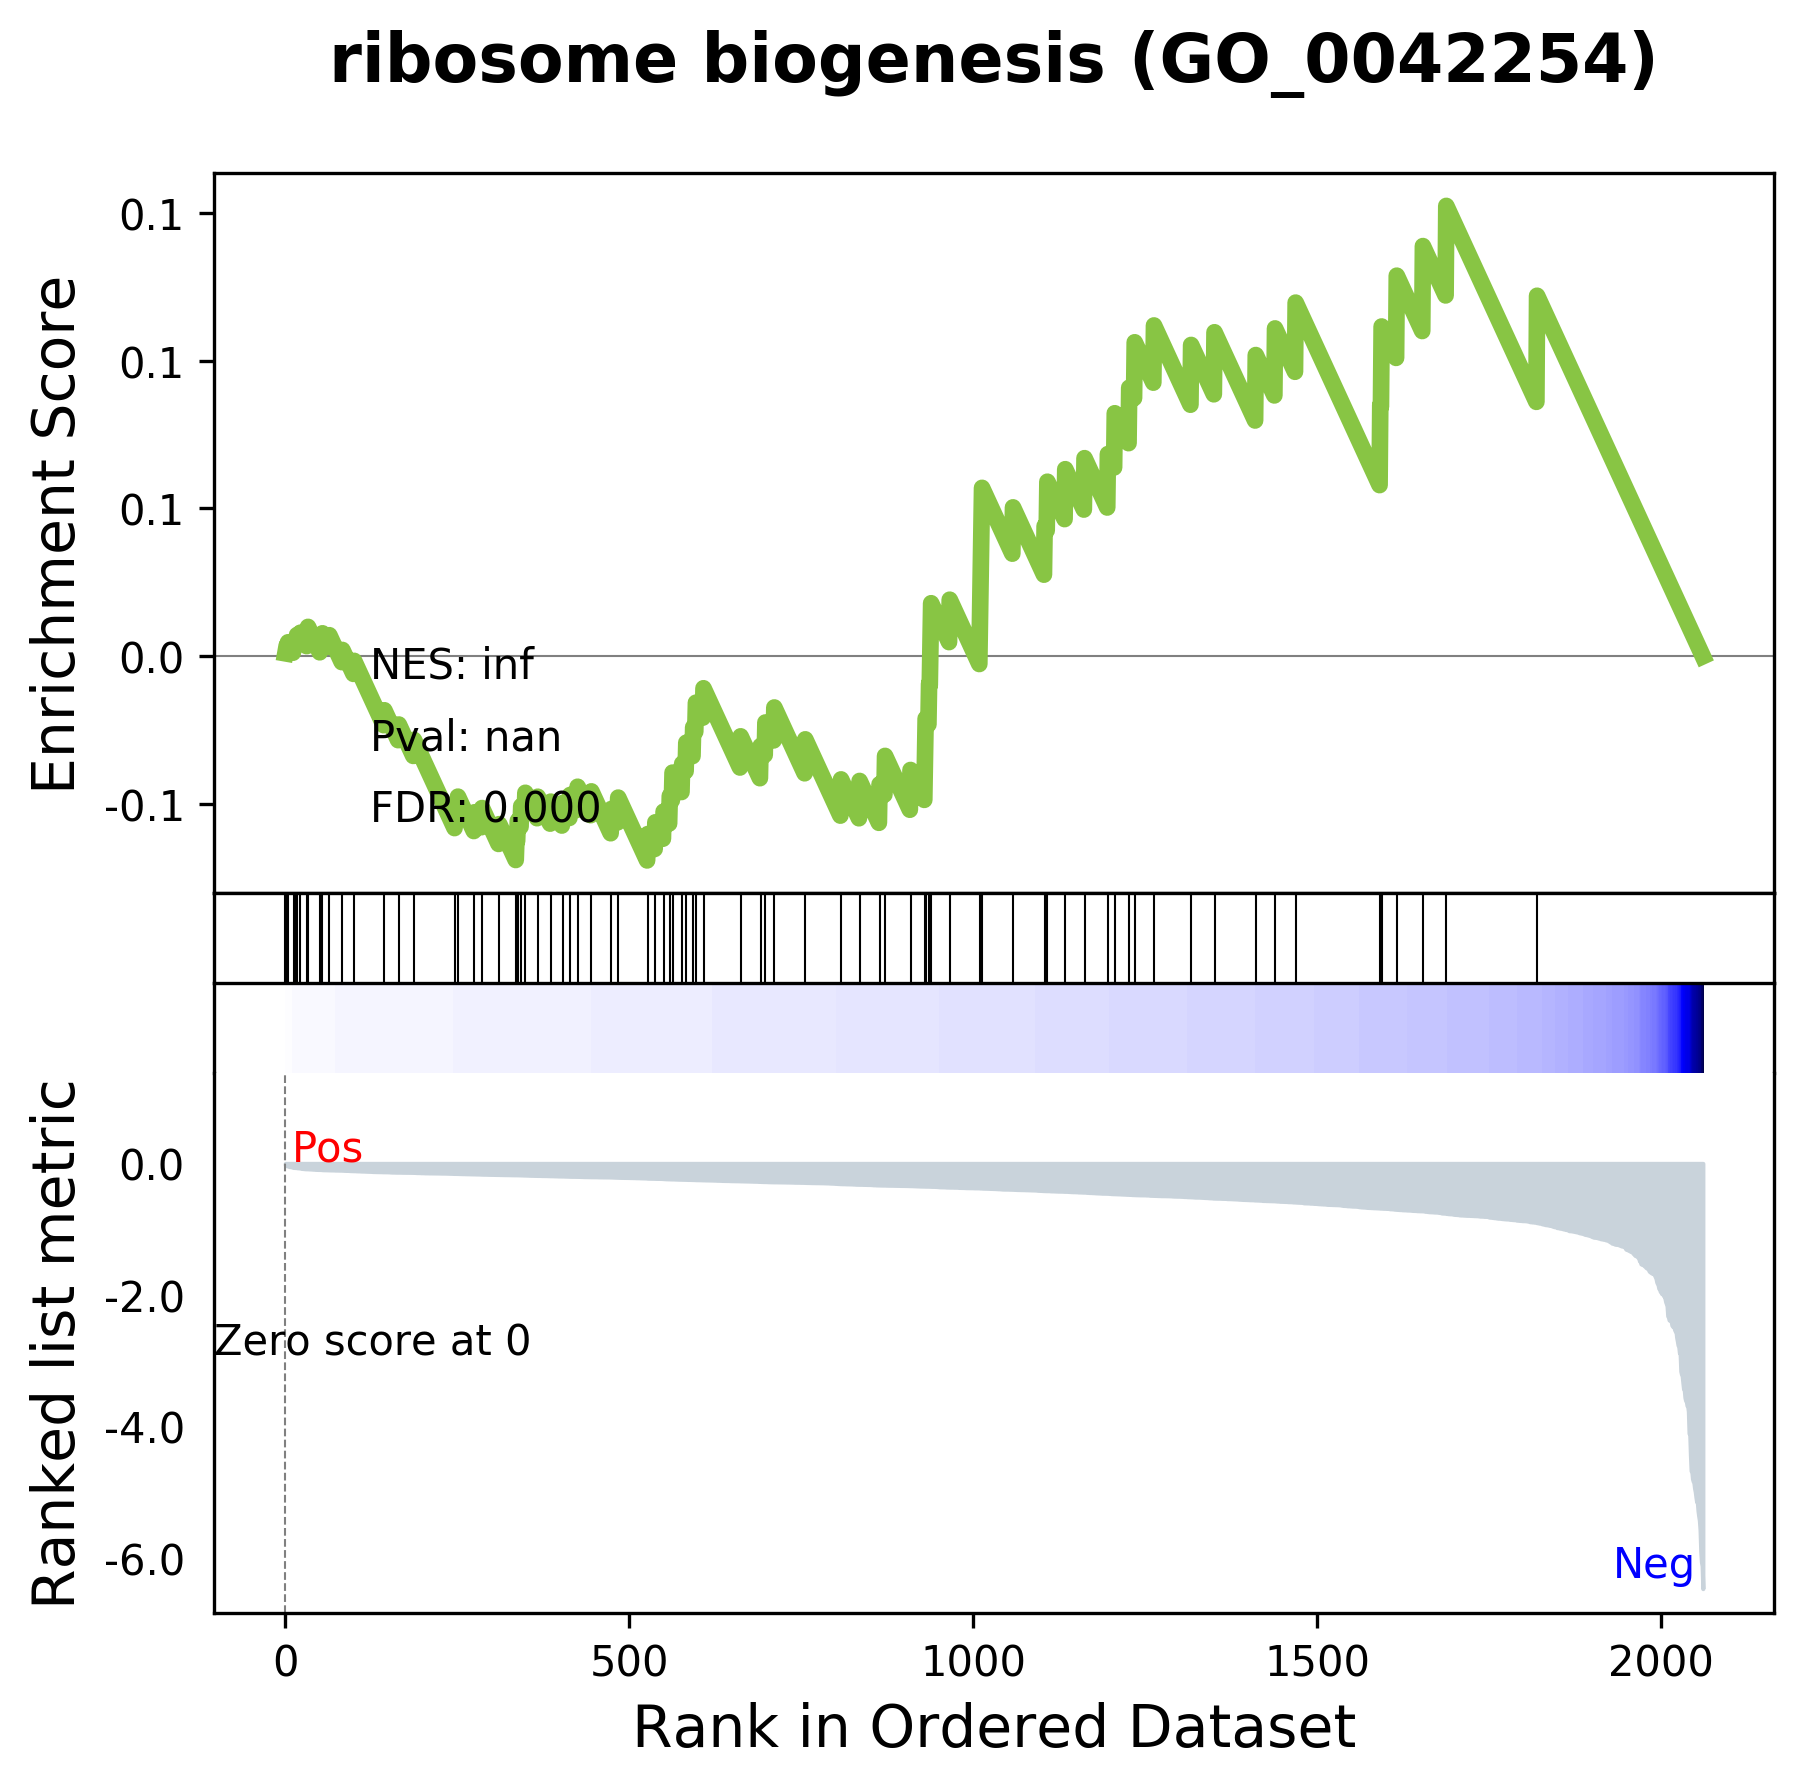 ribosome biogenesis (GO_0042254)
Enrichment Score
0.1
0.1
0.1
0.0
-0.1
NES: inf
Pval: nan
FDR: 0.000
Ranked list metric
0.0
-2.0
-4.0
-6.0
Pos
Zero score at 0
Neg
0 500 1000 1500 2000
Rank in Ordered Dataset